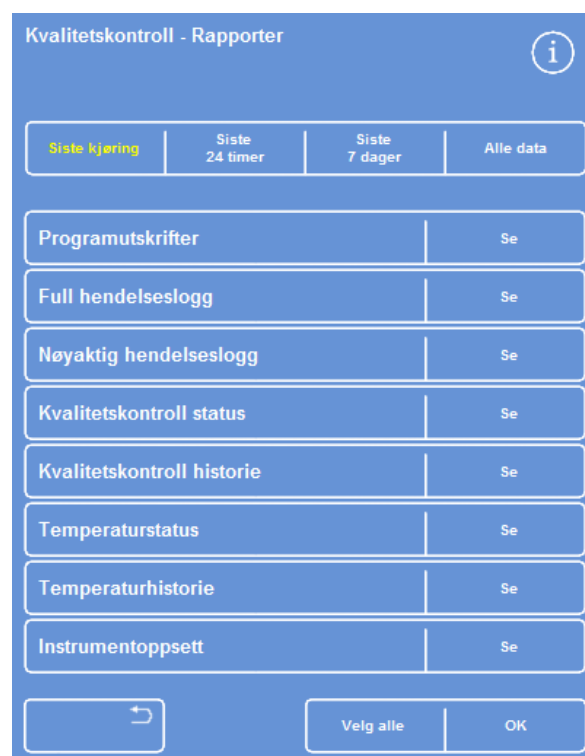 Kvalitetskontroll - Rapporter
i
Siste kjøring
Siste
24 timer
Siste
7 dager
Alle data
Programutskrifter
Se
Full hendelseslogg
Se
Nøyaktig hendelseslogg
Se
Kvalitetskontroll status
Se
Kvalitetskontroll historie
Se
Temperaturstatus
Se
Temperaturhistorie
Se
Instrumentoppsett
Se
Velg alle
OK